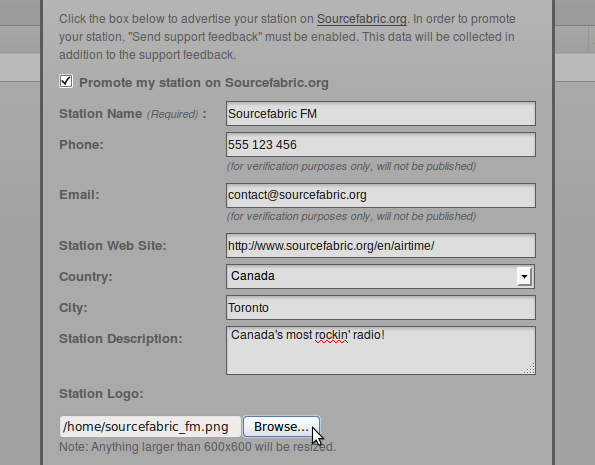 Click the box below to advertise your station on Sourcefabric.org. In order to promote
your station, "Send support feedback" must be enabled. This data will be collected in
addition to the support feedback.
Promote my station on Sourcefabric.org
Station Name (Required) : Sourcefabric FM
Phone: 555 123 456
(for verification purposes only, will not be published)
Email: contact@sourcefabric.org
(for verification purposes only, will not be published)
Station Web Site: http://www.sourcefabric.org/en/airtime/
Country: Canada
City: Toronto
Station Description: Canada's most rockin' radio!
Station Logo:
/home/sourcefabric_fm.png Browse...
Note: Anything larger than 600x600 will be resized.